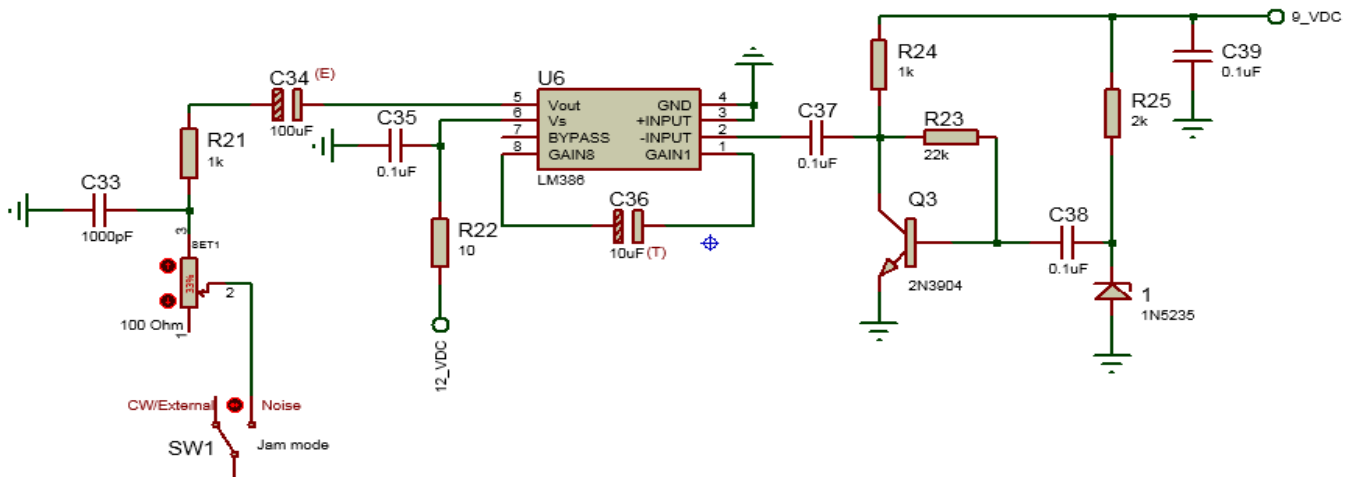 9_VDC
C34 (E)
100uF
R21
1k
C33
1000pF
3
SET1
33%
2
100 Ohm
1
CW/External
Noise
SW1
Jam mode
C35
0.1uF
R22
10
12_VDC
U6
5 Vout GND 4
6 Vs +INPUT 3
7 BYPASS -INPUT 2
8 GAIN8 GAIN1 1
LM386
C36
10uF (T)
C37
0.1uF
R24
1k
R23
22k
Q3
2N3904
C38
0.1uF
R25
2k
C39
0.1uF
1
1N5235